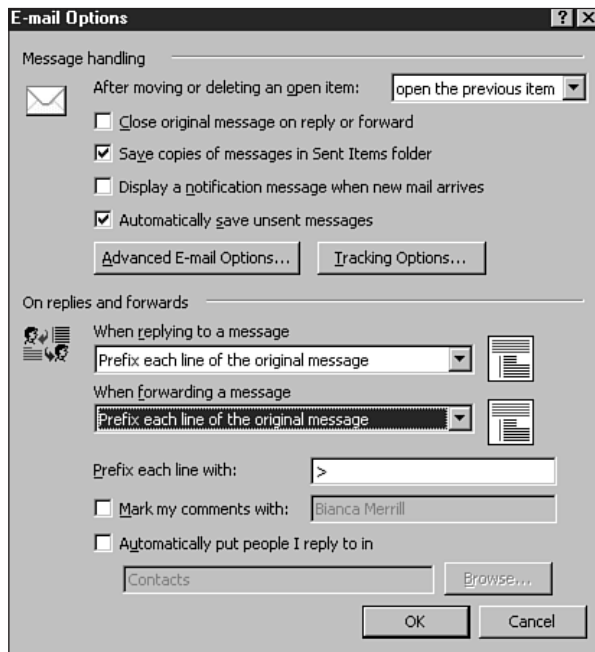 E-mail Options
Message handling
After moving or deleting an open item: open the previous item
Close original message on reply or forward
Save copies of messages in Sent Items folder
Display a notification message when new mail arrives
Automatically save unsent messages
Advanced E-mail Options... Tracking Options...
On replies and forwards
When replying to a message
Prefix each line of the original message
When forwarding a message
Prefix each line of the original message
Prefix each line with: >
Mark my comments with: Bianca Merrill
Automatically put people I reply to in
Contacts Browse...
OK Cancel